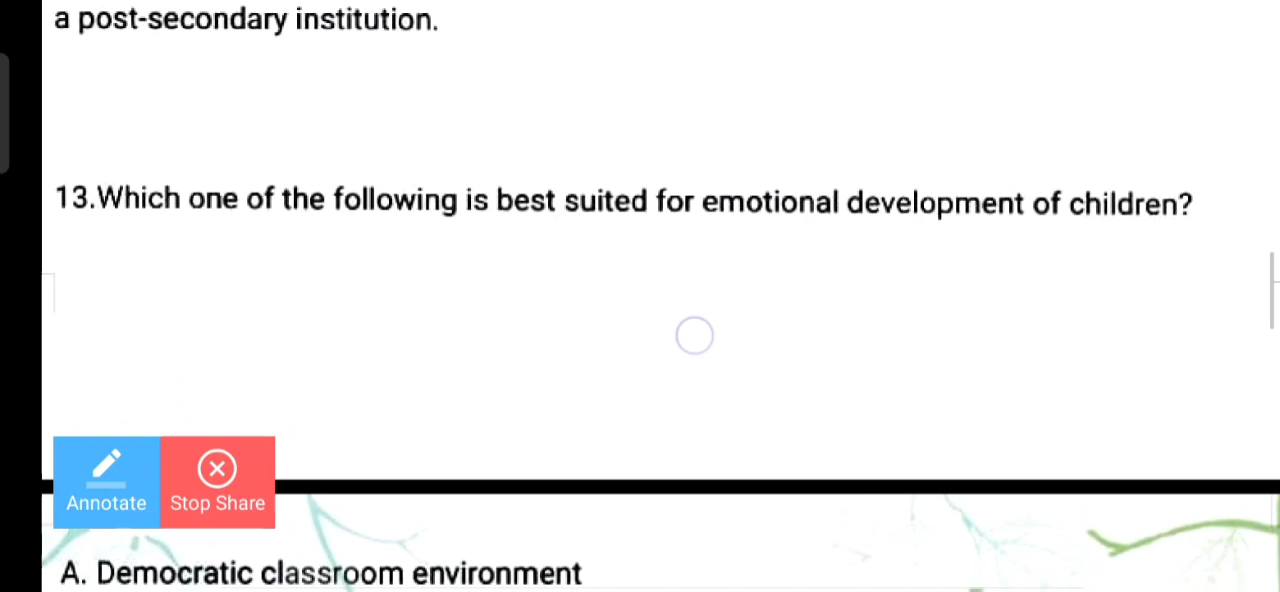 a post-secondary institution.
13.Which one of the following is best suited for emotional development of children?
Annotate Stop Share
A. Democratic classroom environment